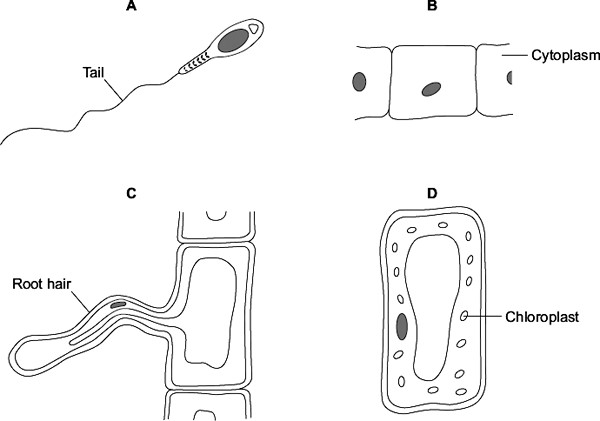 A
B
Tail
Cytoplasm
C
D
Root hair
Chloroplast